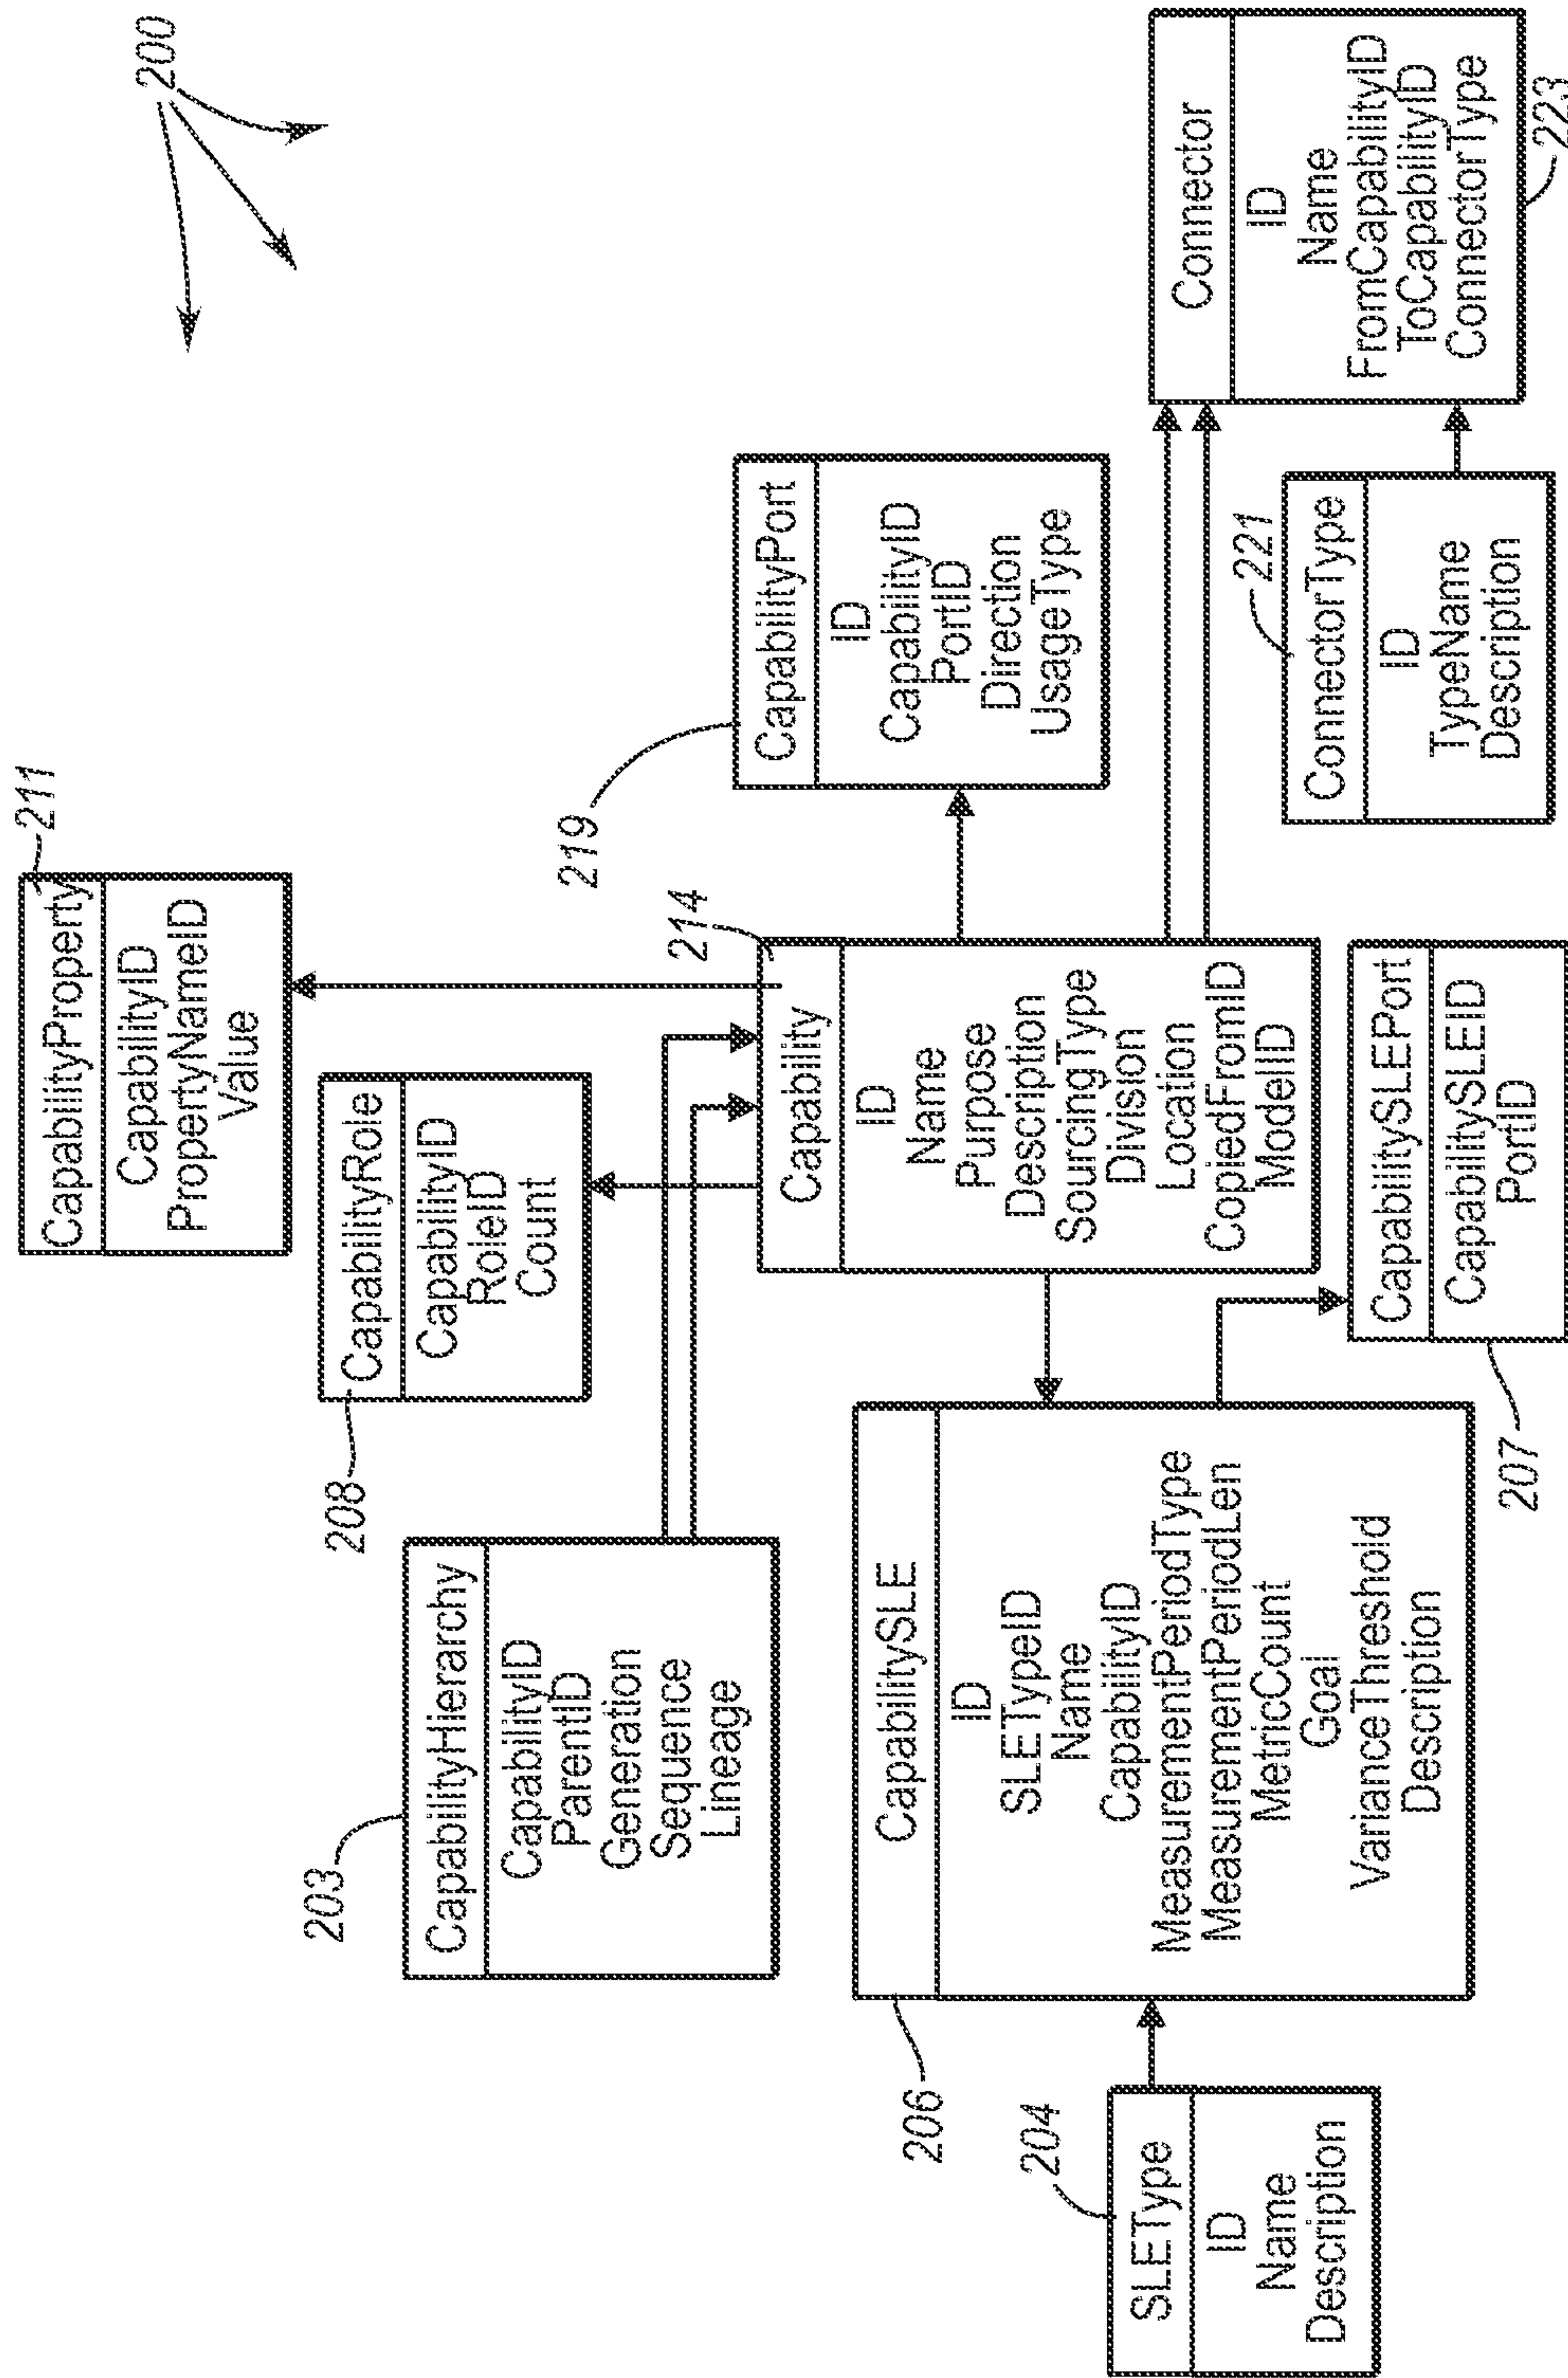 200
211
CapabilityProperty
CapabilityID
PropertyNameID
Value
208
CapabilityRole
CapabilityID
RoleID
Count
203
CapabilityHierarchy
CapabilityID
ParentID
Generation
Sequence
Lineage
219
CapabilityPort
ID
CapabilityID
PortID
Direction
UsageType
214
Capability
ID
Name
Purpose
Description
SourcingType
Division
Location
CopiedFromID
ModelID
206
CapabilitySLE
ID
SLETypeID
Name
CapabilityID
MeasurementPeriodType
MeasurementPeriodLen
MetricCount
Goal
VarianceThreshold
Description
204
SLEType
ID
Name
Description
207
CapabilitySLEPort
CapabilitySLEID
PortID
221
ConnectorType
ID
TypeName
Description
Connector
ID
Name
FromCapabilityID
ToCapabilityID
ConnectorType
223